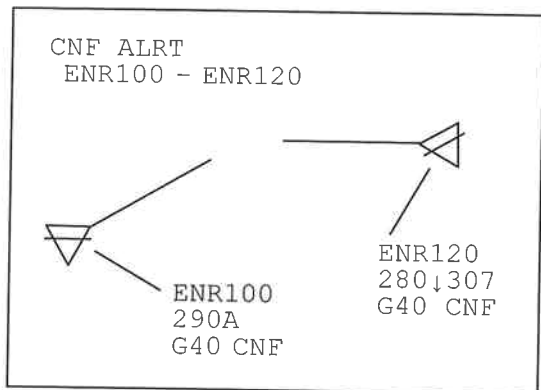 CNF ALRT
ENR100 - ENR120
ENR120
280↓307
G40 CNF
ENR100
290A
G40 CNF